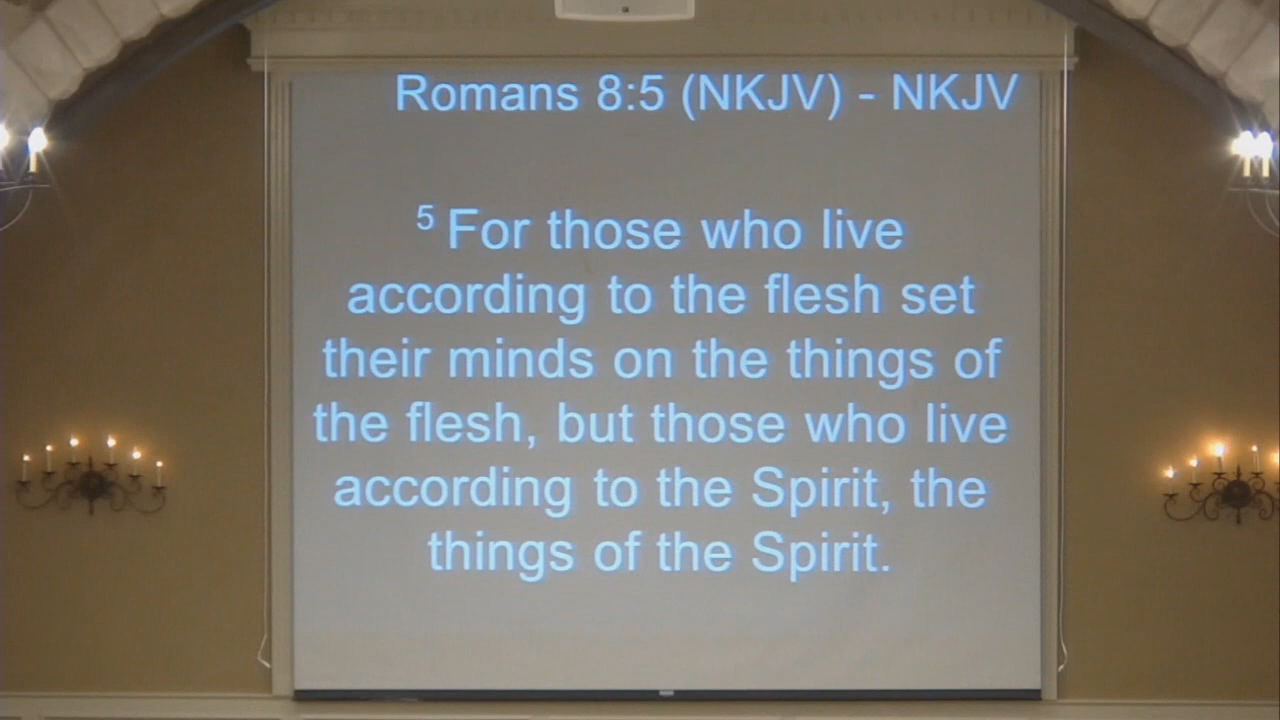 Romans 8:5 (NKJV) - NKJV
5 For those who live
according to the flesh set
their minds on the things of
the flesh, but those who live
according to the Spirit, the
things of the Spirit.